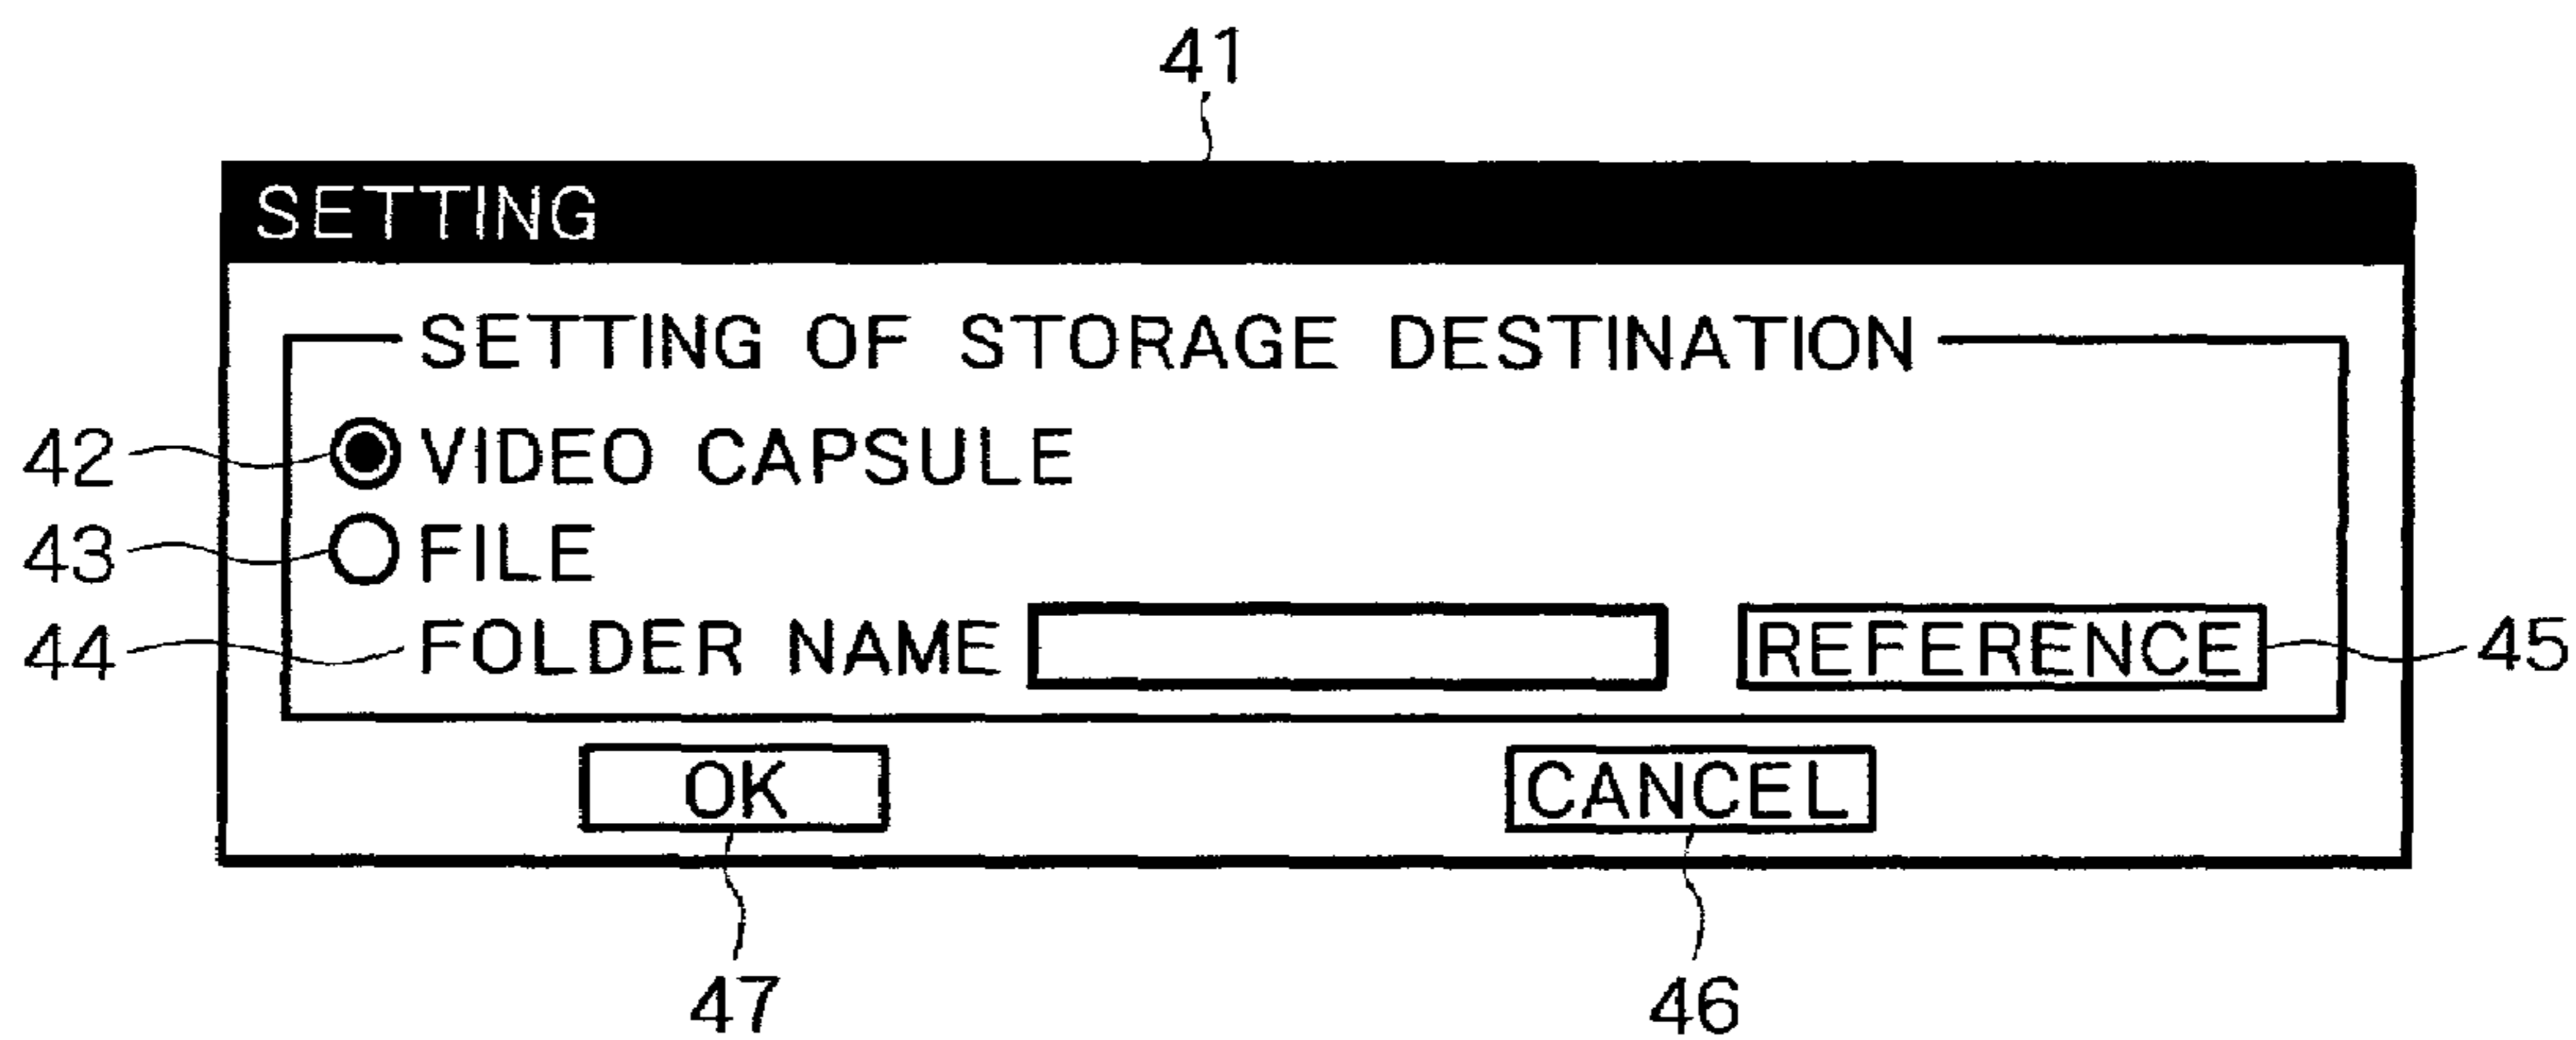 41
SETTING
SETTING OF STORAGE DESTINATION
42 VIDEO CAPSULE
43 FILE
44 FOLDER NAME REFERENCE 45
OK CANCEL
47 46